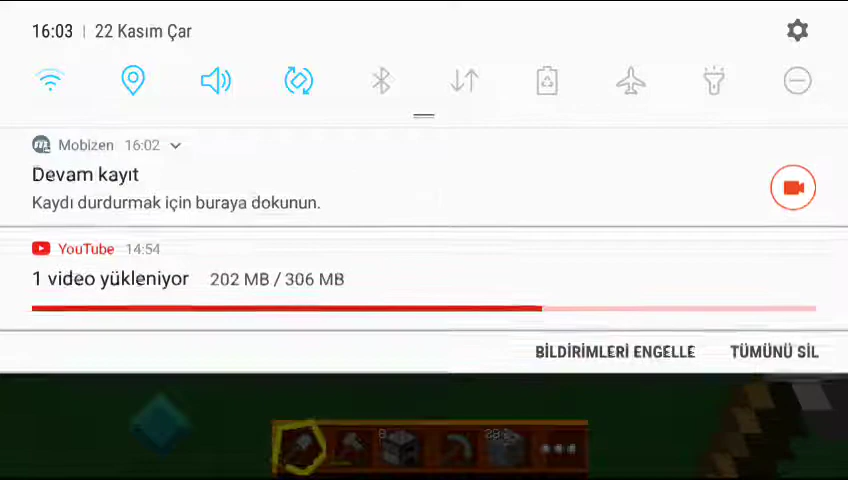 16:03 | 22 Kasım Çar
Mobizen 16:02
Devam kayıt
Kaydı durdurmak için buraya dokunun.
YouTube 14:54
1 video yükleniyor 202 MB / 306 MB
BİLDİRİMLERİ ENGELLE TÜMÜNÜ SİL
8